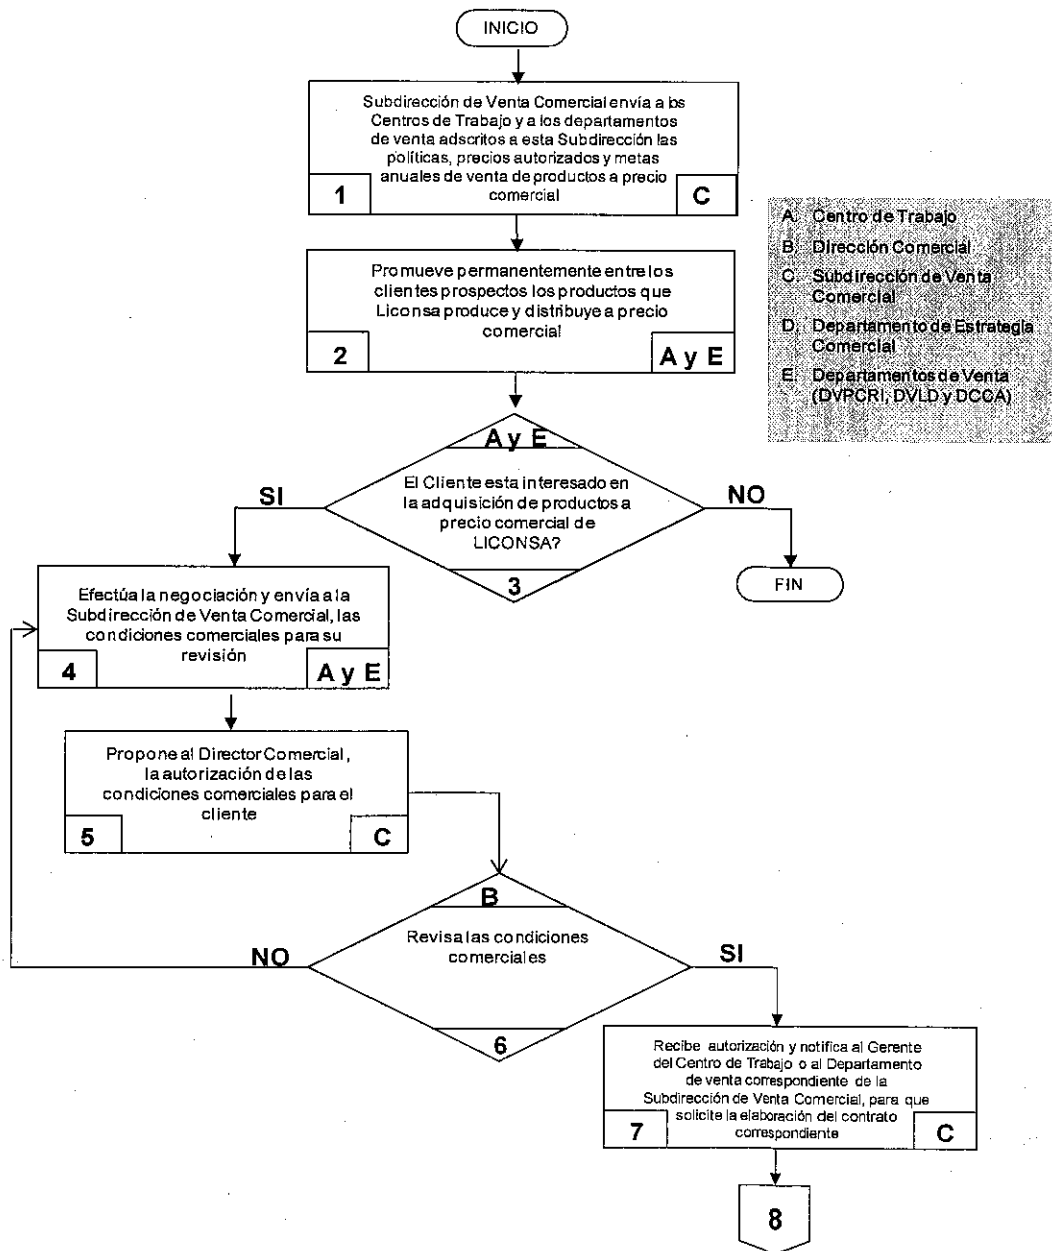 INICIO
Subdirección de Venta Comercial envía a los
Centros de Trabajo y a los departamentos
de venta adscritos a esta Subdirección las
políticas, precios autorizados y metas
anuales de venta de productos a precio
comercial
1
C
A. Centro de Trabajo
B. Dirección Comercial
C. Subdirección de Venta
Comercial
D. Departamento de Estrategia
Comercial
E. Departamentos de Venta
(DVPCRI, DVLD y DCCA)
Promueve permanentemente entre los
clientes prospectos los productos que
Liconsa produce y distribuye a precio
comercial
2
A y E
A y E
El Cliente esta interesado en
la adquisición de productos a
precio comercial de
LICONSA?
3
SI
NO
FIN
Efectúa la negociación y envía a la
Subdirección de Venta Comercial, las
condiciones comerciales para su
revisión
4
A y E
Propone al Director Comercial,
la autorización de las
condiciones comerciales para el
cliente
5
C
B
Revisa las condiciones
comerciales
6
NO
SI
Recibe autorización y notifica al Gerente
del Centro de Trabajo o al Departamento
de venta correspondiente de la
Subdirección de Venta Comercial, para que
solicite la elaboración del contrato
correspondiente
7
C
8